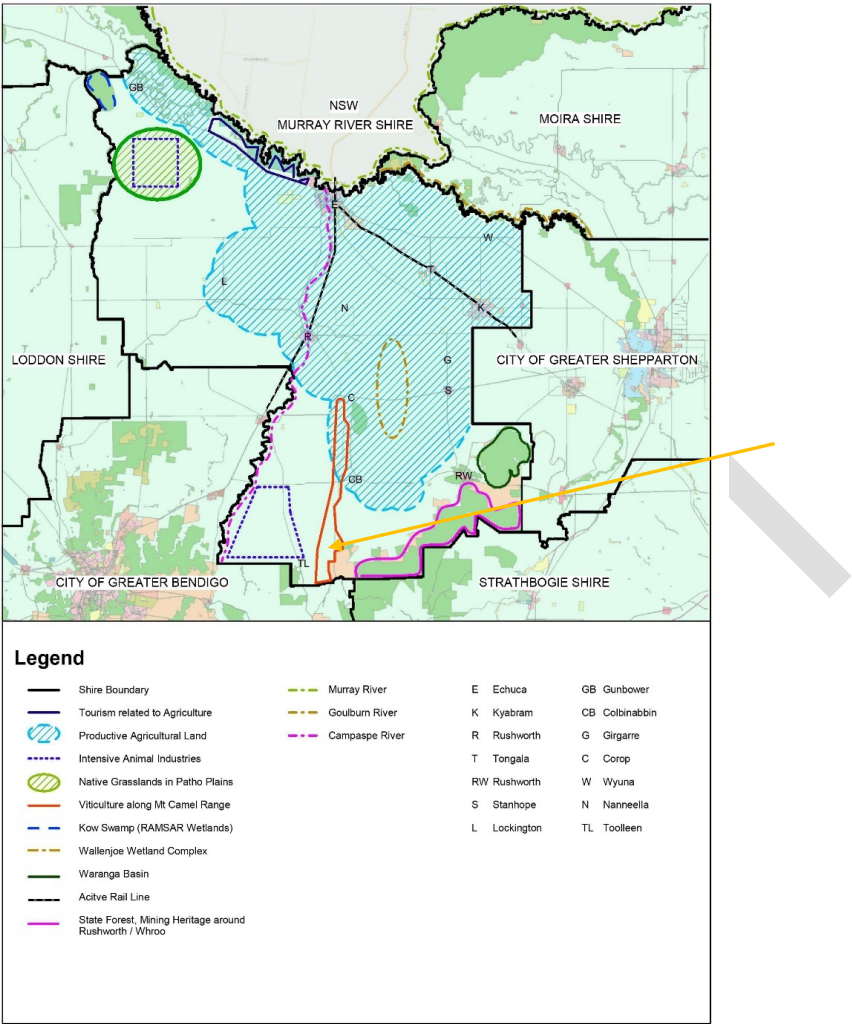 GB
NSW
MURRAY RIVER SHIRE
MOIRA SHIRE
E
W
T
L
N
K
R
LODDON SHIRE
G
CITY OF GREATER SHEPPARTON
S
C
CB
RW
TL
CITY OF GREATER BENDIGO
STRATHBOGIE SHIRE
Legend
Shire Boundary
Tourism related to Agriculture
Productive Agricultural Land
Intensive Animal Industries
Native Grasslands in Patho Plains
Viticulture along Mt Camel Range
Kow Swamp (RAMSAR Wetlands)
Wallenjoe Wetland Complex
Waranga Basin
Acitve Rail Line
State Forest, Mining Heritage around
Rushworth / Whroo
Murray River
Goulburn River
Campaspe River
E Echuca
K Kyabram
R Rushworth
T Tongala
RW Rushworth
S Stanhope
L Lockington
GB Gunbower
CB Colbinabbin
G Girgarre
C Corop
W Wyuna
N Nanneella
TL Toolleen